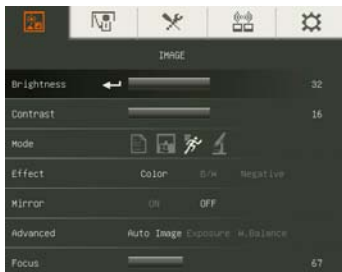 IMAGE
Brightness 32
Contrast 16
Mode
Effect Color B/W Negative
Mirror ON OFF
Advanced Auto Image Exposure W.Balance
Focus 67